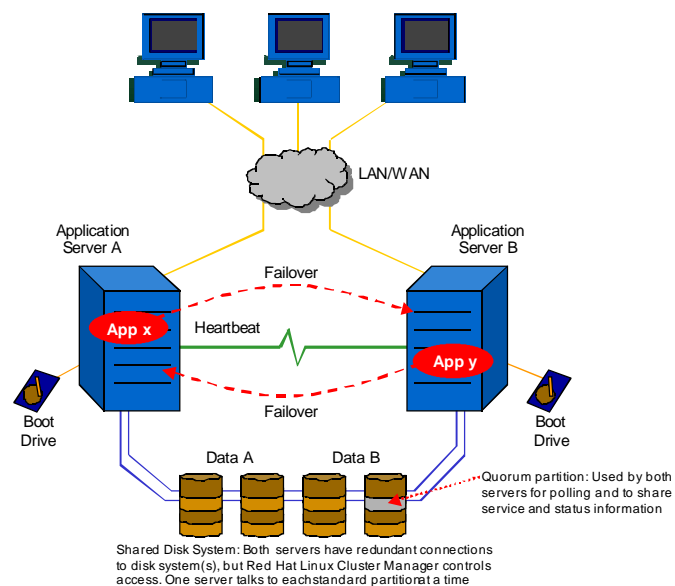 LAN/WAN
Application
Server A
Application
Server B
Failover
App x
Heartbeat
App y
Failover
Boot
Drive
Boot
Drive
Data A
Data B
Quorum partition: Used by both
servers for polling and to share
service and status information
Shared Disk System: Both servers have redundant connections
to disk system(s), but Red Hat Linux Cluster Manager controls
access. One server talks to eachstandard partitionat a time